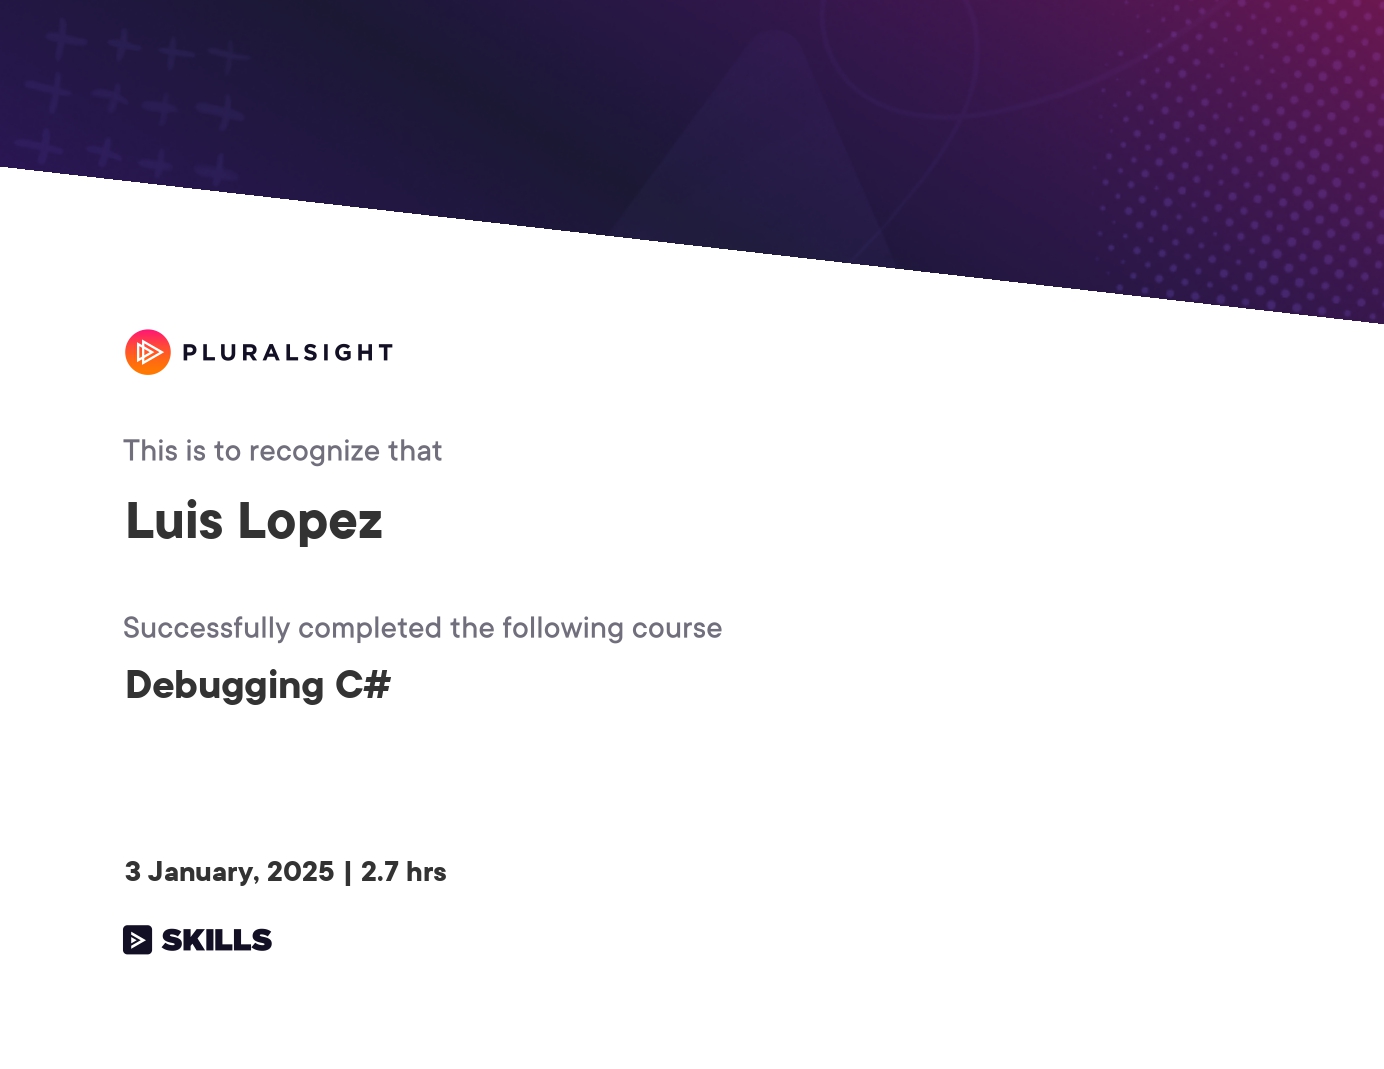 PLURALSIGHT
This is to recognize that
Luis Lopez
Successfully completed the following course
Debugging C#
3 January, 2025 | 2.7 hrs
SKILLS